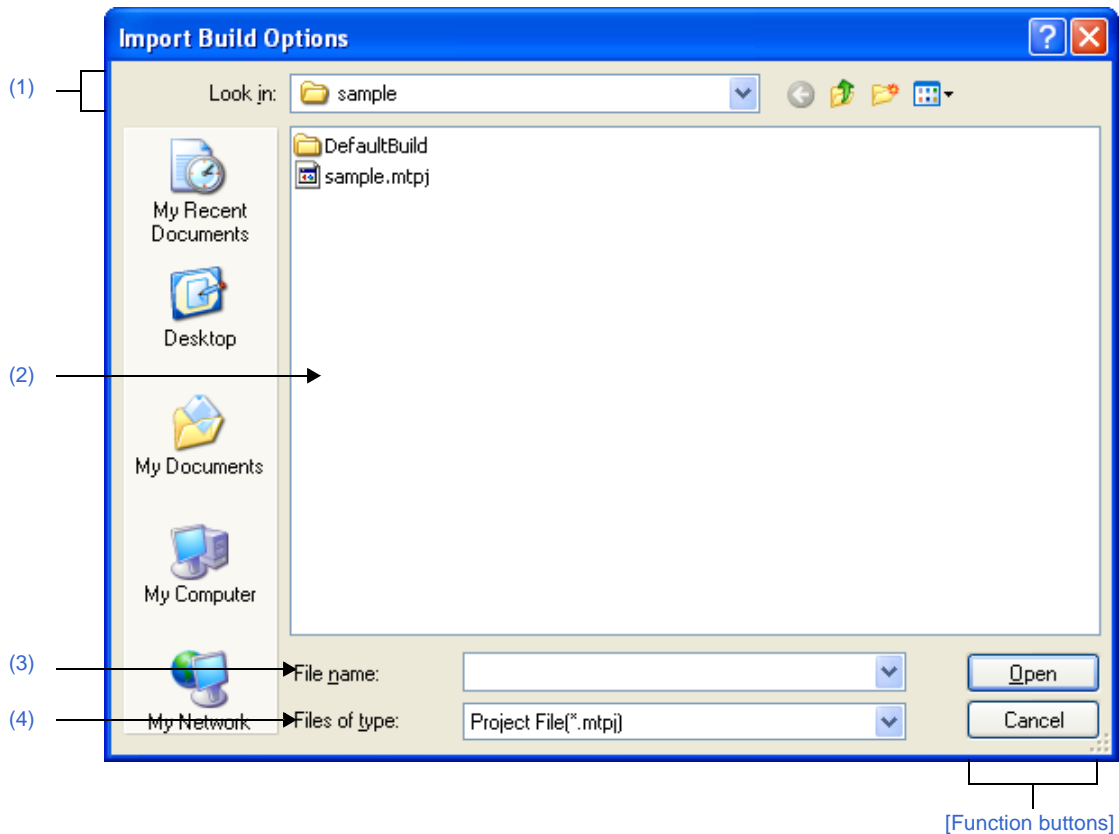 Import Build Options
?
(1)
Look in:
sample
DefaultBuild
sample.mtpj
My Recent
Documents
Desktop
(2)
My Documents
My Computer
(3)
File name:
Open
(4)
My Network
Files of type:
Project File(*.mtpj)
Cancel
[Function buttons]